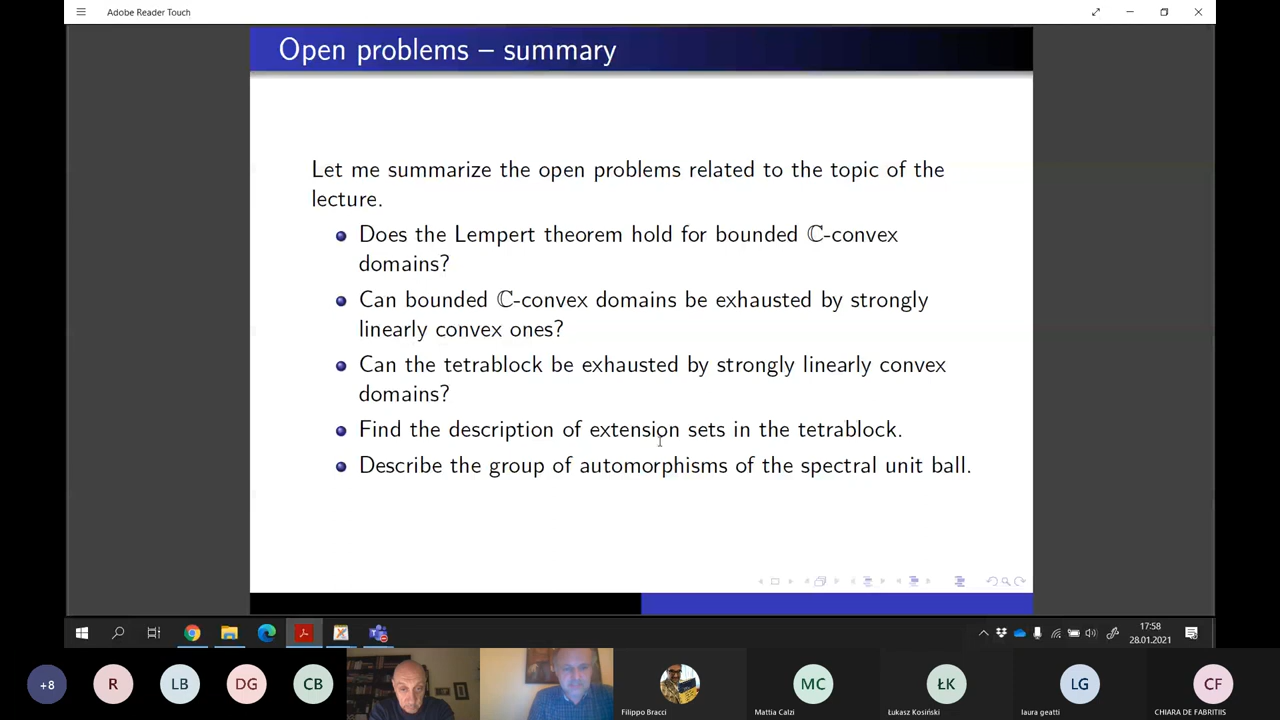 Adobe Reader Touch
Open problems – summary
Let me summarize the open problems related to the topic of the
lecture.
Does the Lempert theorem hold for bounded ℂ-convex
domains?
Can bounded ℂ-convex domains be exhausted by strongly
linearly convex ones?
Can the tetrablock be exhausted by strongly linearly convex
domains?
Find the description of extension sets in the tetrablock.
Describe the group of automorphisms of the spectral unit ball.
17:58
28.01.2021
+8
R
LB
DG
CB
MC
ŁK
LG
CF
Filippo Bracci
Mattia Calzi
Łukasz Kosiński
laura geatti
CHIARA DE FABRITIIS